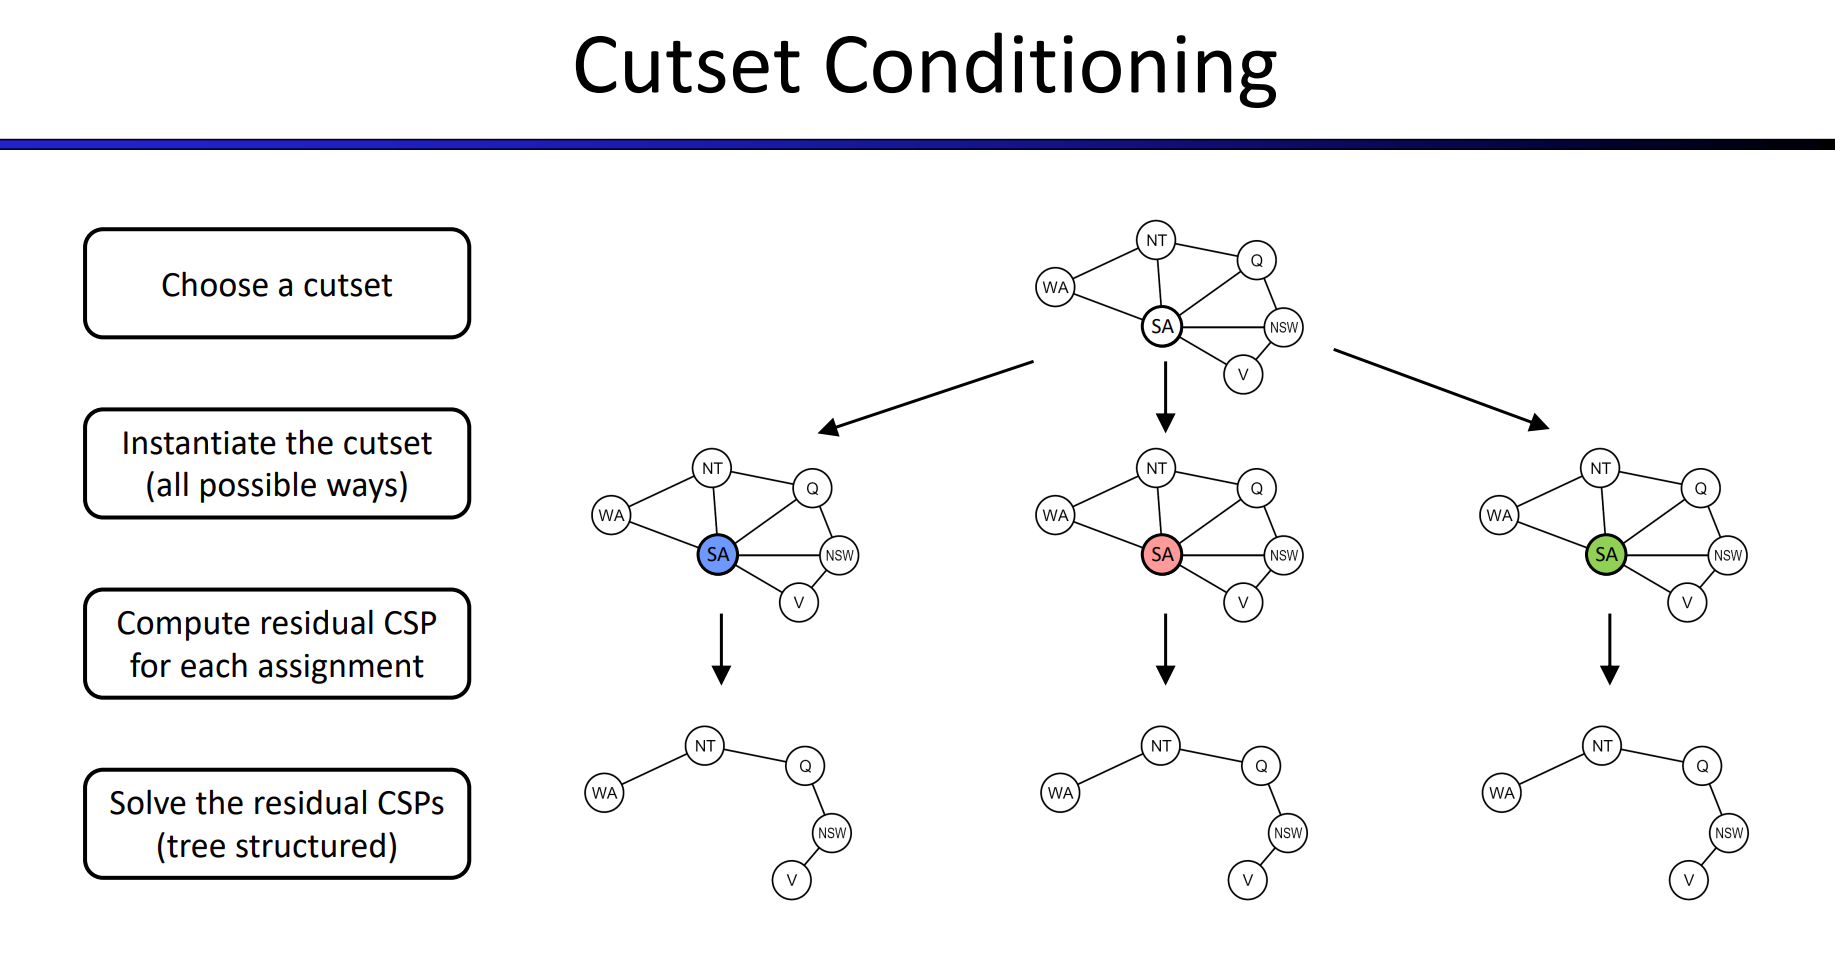 Cutset Conditioning
Choose a cutset
Instantiate the cutset
(all possible ways)
Compute residual CSP
for each assignment
Solve the residual CSPs
(tree structured)
NT
Q
WA
SA
NSW
V
NT
Q
WA
SA
NSW
V
NT
Q
WA
SA
NSW
V
NT
Q
WA
SA
NSW
V
NT
Q
WA
NSW
V
NT
Q
WA
NSW
V
NT
Q
WA
NSW
V